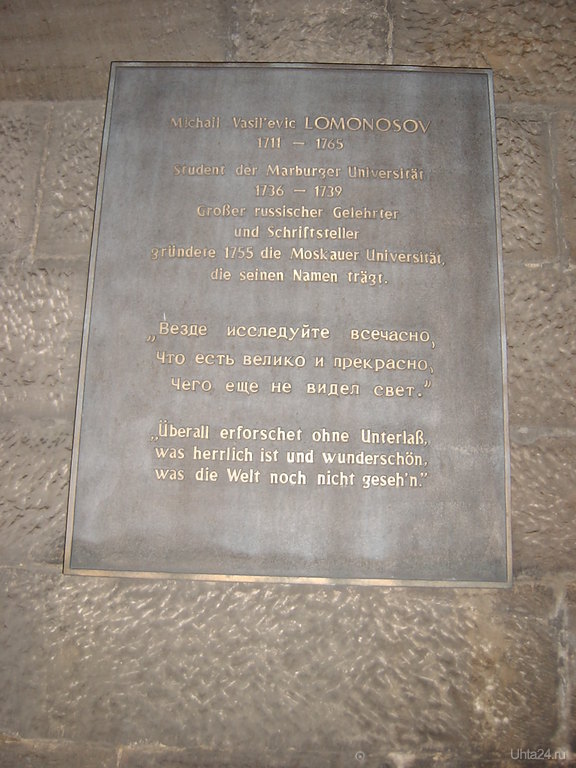 Michail Vasil'evic LOMONOSOV
1711 – 1765
Student der Marburger Universität
1736 – 1739
Großer russischer Gelehrter
und Schriftsteller
gründete 1755 die Moskauer Universität,
die seinen Namen trägt.
„Везде исследуйте всечасно,
Что есть велико и прекрасно,
Чего еще не видел свет."
„Überall erforschet ohne Unterlaß,
was herrlich ist und wunderschön,
was die Welt noch nicht geseh'n."
Uhta24.ru